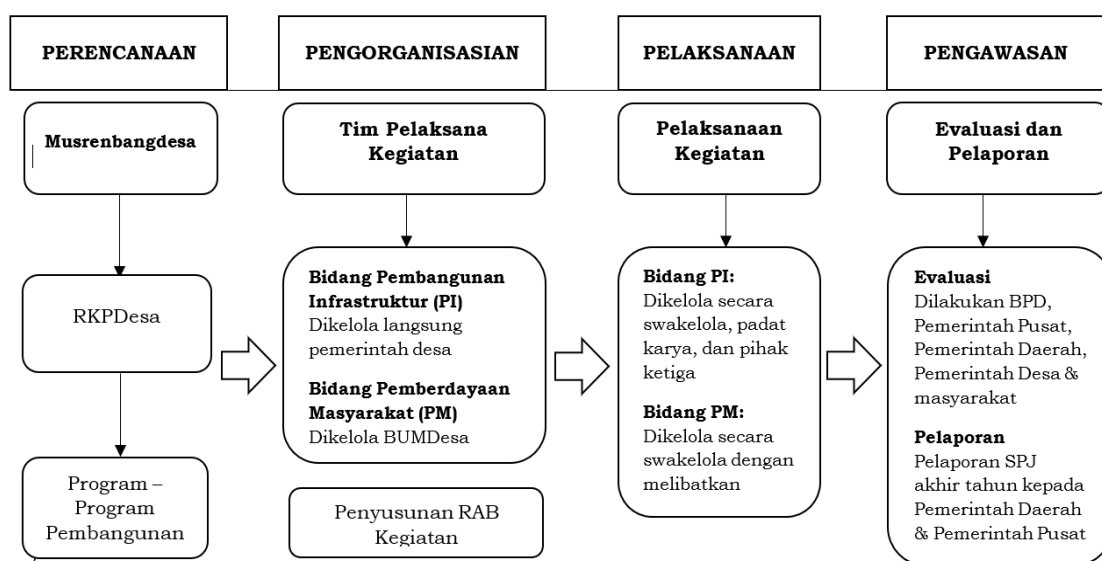 PERENCANAAN
PENGORGANISASIAN
PELAKSANAAN
PENGAWASAN
Musrenbangdesa
Tim Pelaksana
Kegiatan
Pelaksanaan
Kegiatan
Evaluasi dan
Pelaporan
RKPDesa
Bidang Pembangunan
Infrastruktur (PI)
Dikelola langsung
pemerintah desa
Bidang Pemberdayaan
Masyarakat (PM)
Dikelola BUMDesa
Bidang PI:
Dikelola secara
swakelola, padat
karya, dan pihak
ketiga
Bidang PM:
Dikelola secara
swakelola dengan
melibatkan
Evaluasi
Dilakukan BPD,
Pemerintah Pusat,
Pemerintah Daerah,
Pemerintah Desa &
masyarakat
Pelaporan
Pelaporan SPJ
akhir tahun kepada
Pemerintah Daerah
& Pemerintah Pusat
Program –
Program
Pembangunan
Penyusunan RAB
Kegiatan